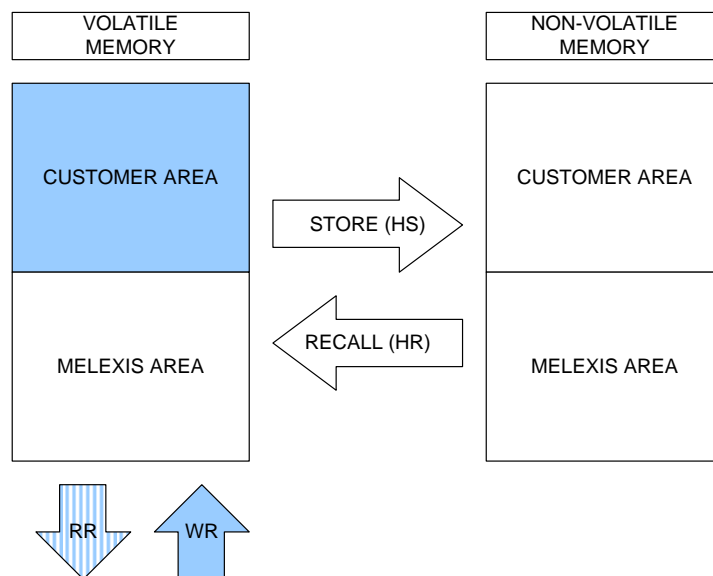 VOLATILE
MEMORY
NON-VOLATILE
MEMORY
CUSTOMER AREA
CUSTOMER AREA
STORE (HS)
RECALL (HR)
MELEXIS AREA
MELEXIS AREA
RR
WR